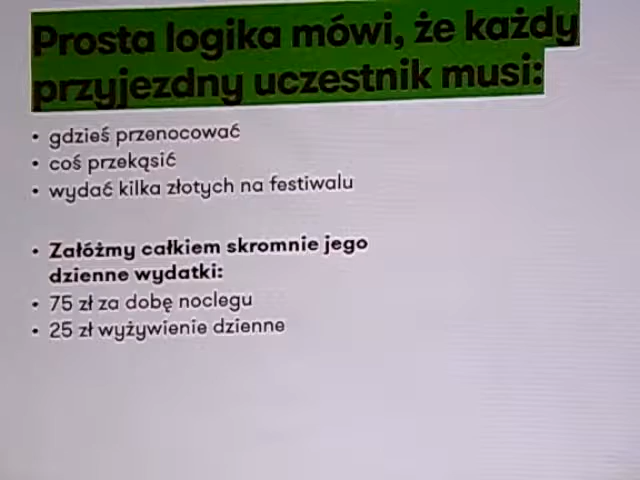 Prosta logika mówi, że każdy
przyjezdny uczestnik musi:
• gdzieś przenocować
• coś przekąsić
• wydać kilka złotych na festiwalu
• Załóżmy całkiem skromnie jego
dzienne wydatki:
• 75 zł za dobę noclegu
• 25 zł wyżywienie dzienne